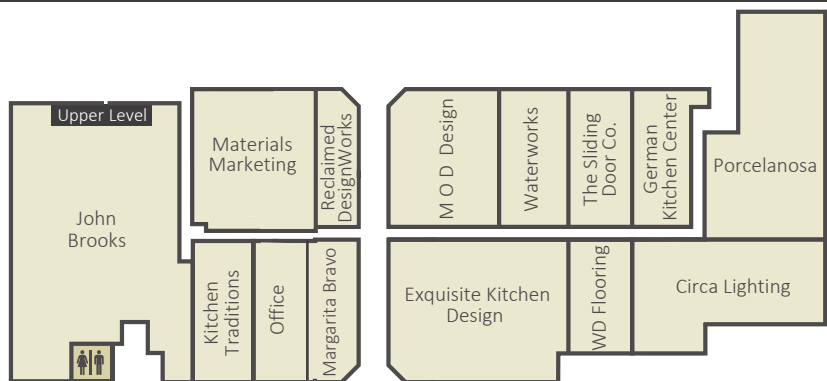 Upper Level
John
Brooks
Materials
Marketing
Reclaimed
DesignWorks
M O D Design
Waterworks
The Sliding
Door Co.
German
Kitchen Center
Porcelanosa
Kitchen
Traditions
Office
Margarita Bravo
Exquisite Kitchen
Design
WD Flooring
Circa Lighting